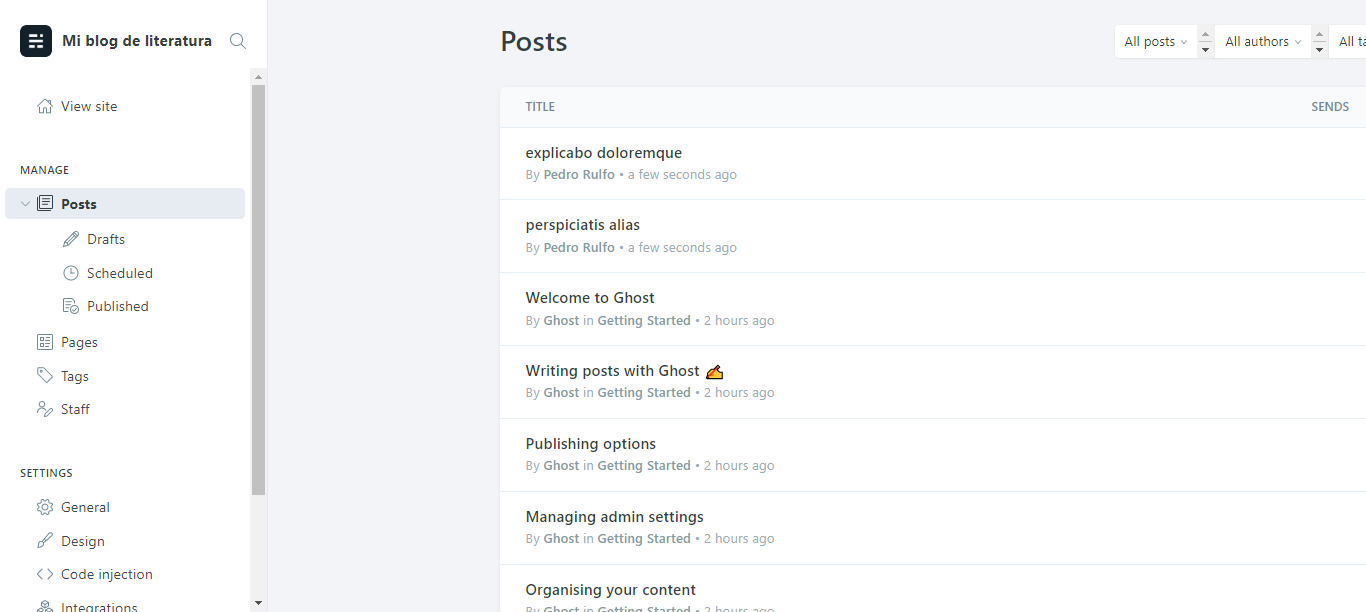 Mi blog de literatura
View site
MANAGE
Posts
Drafts
Scheduled
Published
Pages
Tags
Staff
SETTINGS
General
Design
Code injection
Integrations
Posts
All posts
All authors
All ta
TITLE
SENDS
explicabo doloremque
By Pedro Rulfo • a few seconds ago
perspiciatis alias
By Pedro Rulfo • a few seconds ago
Welcome to Ghost
By Ghost in Getting Started • 2 hours ago
Writing posts with Ghost ✍️
By Ghost in Getting Started • 2 hours ago
Publishing options
By Ghost in Getting Started • 2 hours ago
Managing admin settings
By Ghost in Getting Started • 2 hours ago
Organising your content
By Ghost in Getting Started • 2 hours ago